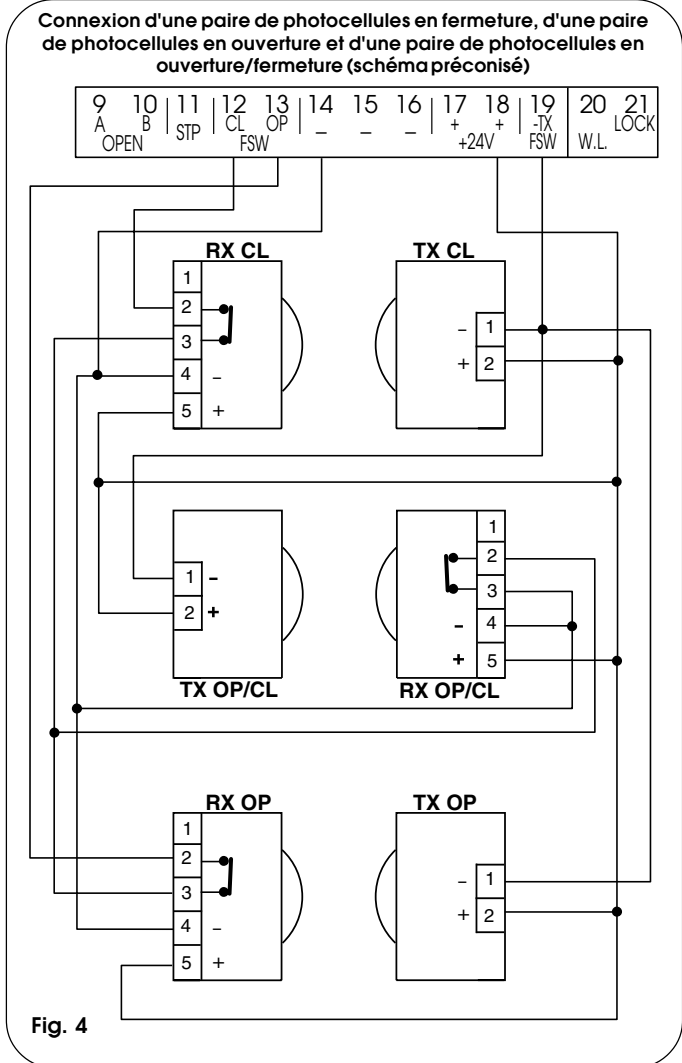 Connexion d'une paire de photocellules en fermeture, d'une paire
de photocellules en ouverture et d'une paire de photocellules en
ouverture/fermeture (schéma préconisé)
9 10 11 12 13 14 15 16 17 18 19 20 21
A B STP CL OP _ _ _ + + -TX LOCK
OPEN FSW +24V FSW W.L.
RX CL TX CL
1
2
3
4 –
5 +
– 1
+ 2
1 -
2 +
1
2
3
- 4
+ 5
TX OP/CL RX OP/CL
RX OP TX OP
1
2
3
4 –
5 +
– 1
+ 2
Fig. 4